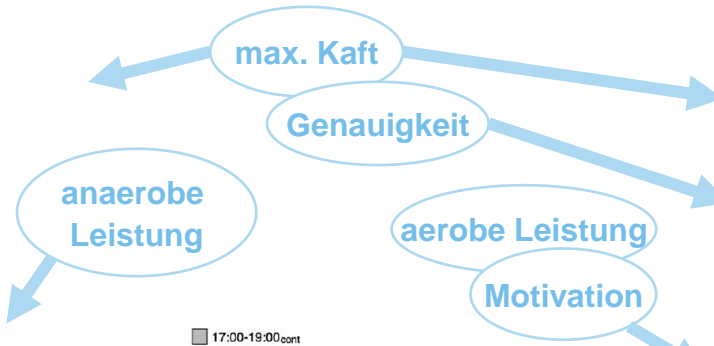 max. Kaft
Genauigkeit
anaerobe
Leistung
aerobe Leistung
Motivation
17:00-19:00cont